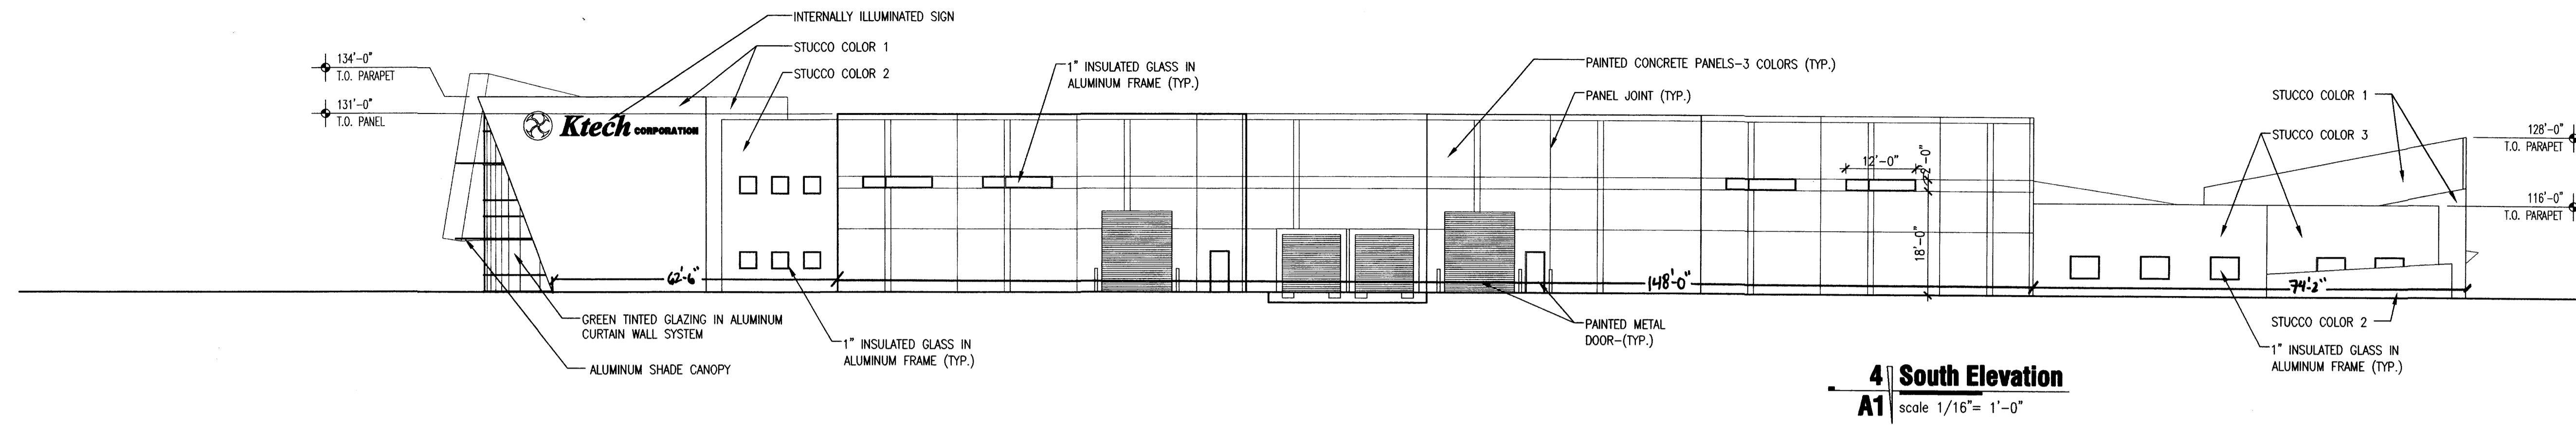 INTERNALLY ILLUMINATED SIGN
STUCCO COLOR 1
STUCCO COLOR 2
134'-0"
T.O. PARAPET
131'-0"
T.O. PANEL
Ktech CORPORATION
1" INSULATED GLASS IN
ALUMINUM FRAME (TYP.)
PAINTED CONCRETE PANELS-3 COLORS (TYP.)
PANEL JOINT (TYP.)
12'-0"
2'-0"
18'-0"
STUCCO COLOR 1
STUCCO COLOR 3
128'-0"
T.O. PARAPET
116'-0"
T.O. PARAPET
62'-6"
148'-0"
74'-2"
GREEN TINTED GLAZING IN ALUMINUM
CURTAIN WALL SYSTEM
ALUMINUM SHADE CANOPY
1" INSULATED GLASS IN
ALUMINUM FRAME (TYP.)
PAINTED METAL
DOOR-(TYP.)
STUCCO COLOR 2
1" INSULATED GLASS IN
ALUMINUM FRAME (TYP.)
4 South Elevation
A1 scale 1/16"= 1'-0"